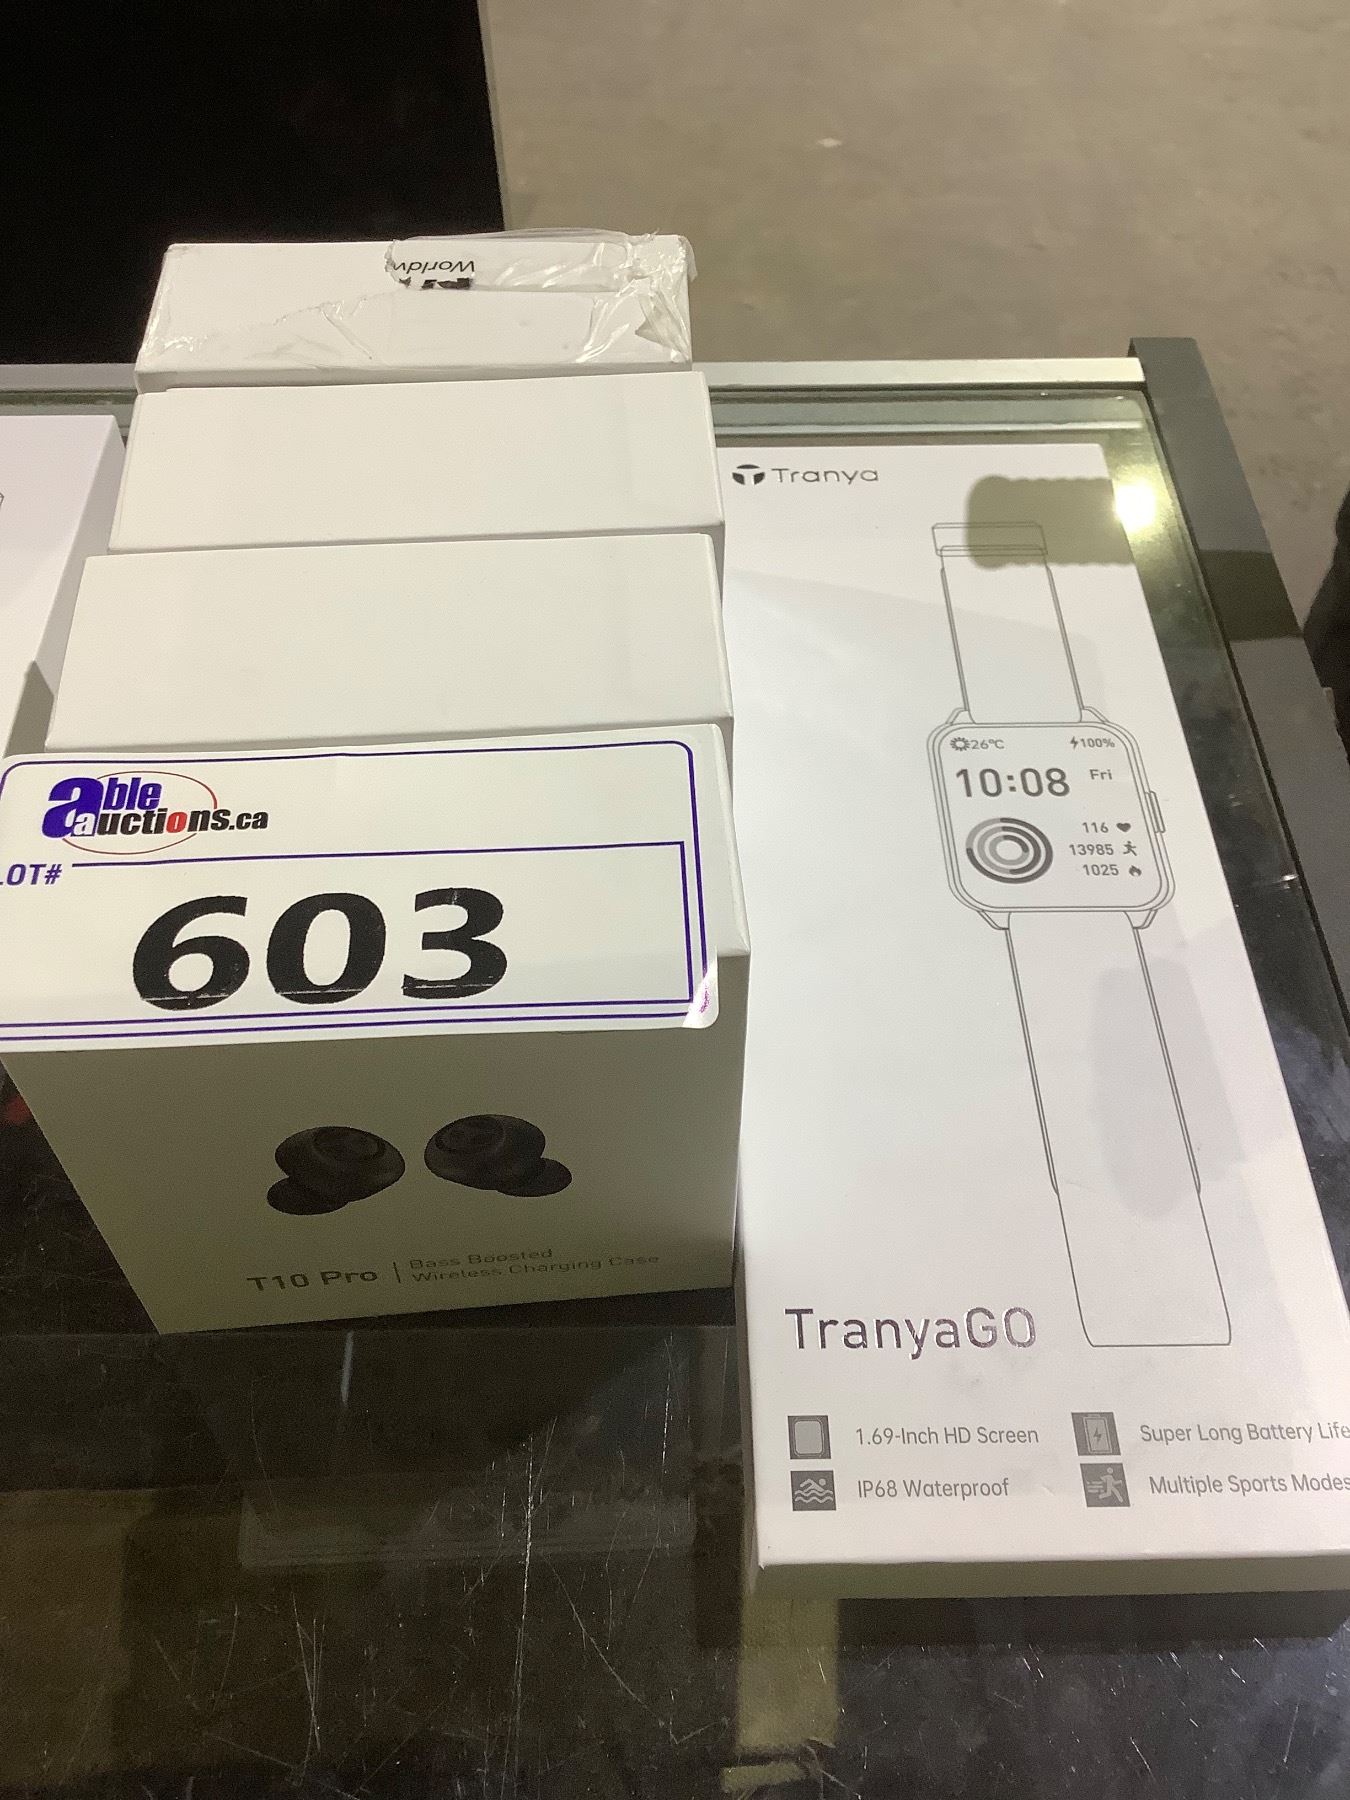 Worldw
able
auctions.ca
LOT#
603
T10 Pro | Bass Boosted
Wireless Charging Case
Tranya
26°C 100%
10:08 Fri
116
13985
1025
TranyaGO
1.69-Inch HD Screen
Super Long Battery Life
IP68 Waterproof
Multiple Sports Modes